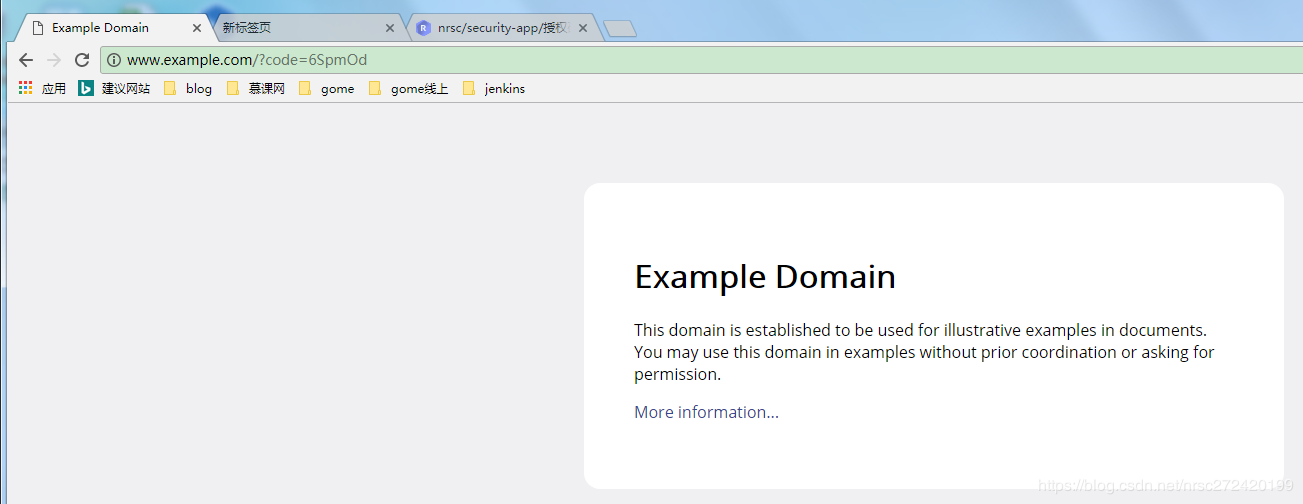 Example Domain
新标签页
nrsc/security-app/授权
www.example.com/?code=6SpmOd
应用
建议网站
blog
慕课网
gome
gome线上
jenkins
Example Domain
This domain is established to be used for illustrative examples in documents.
You may use this domain in examples without prior coordination or asking for
permission.
More information...
https://blog.csdn.net/nrsc272420199